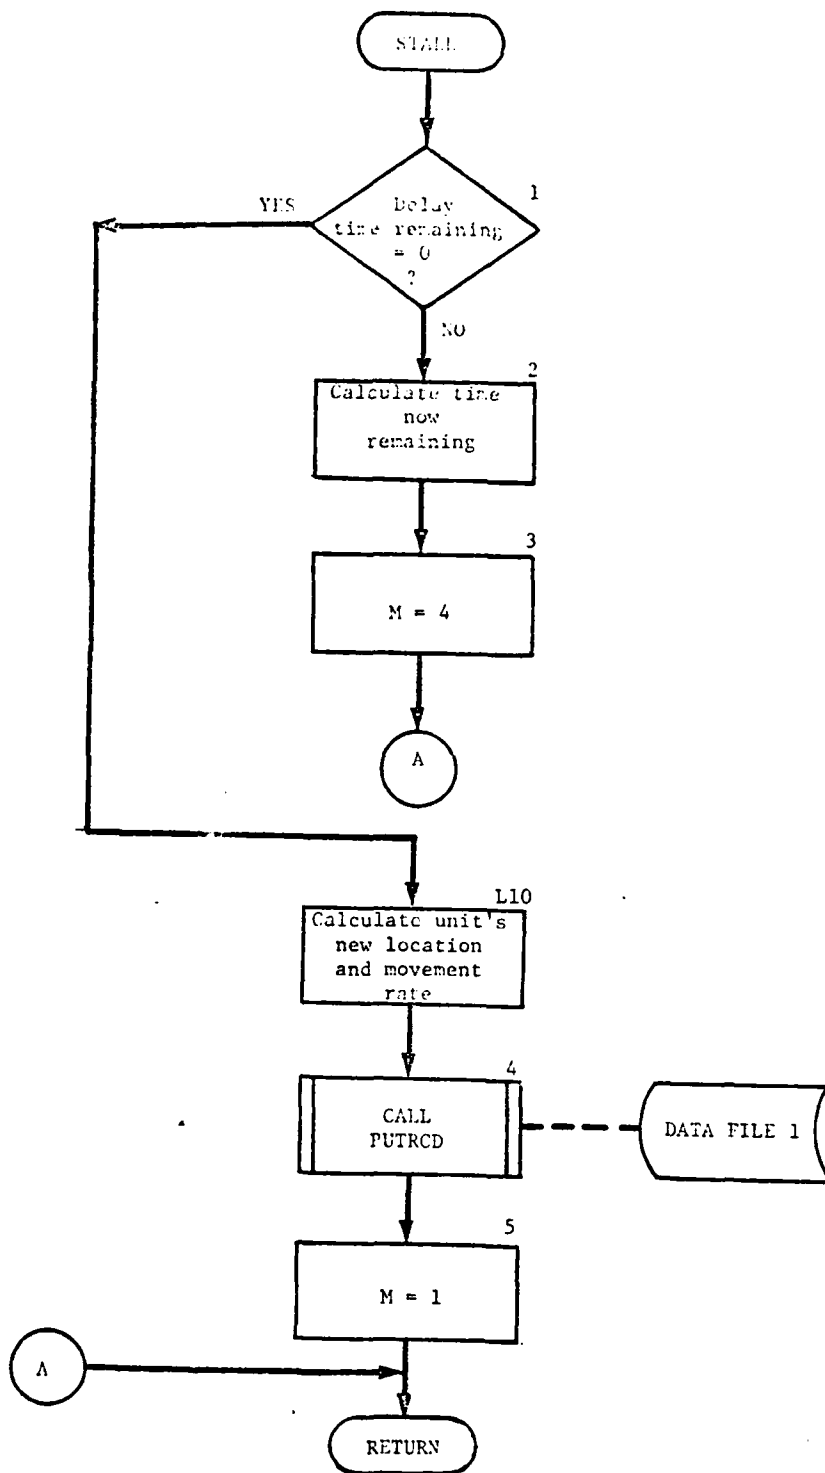 STALL
1
YES
Delay
time remaining
= 0
?
NO
2
Calculate time
now
remaining
3
M = 4
A
L10
Calculate unit's
new location
and movement
rate
4
CALL
PUTRCD
DATA FILE 1
5
M = 1
A
RETURN